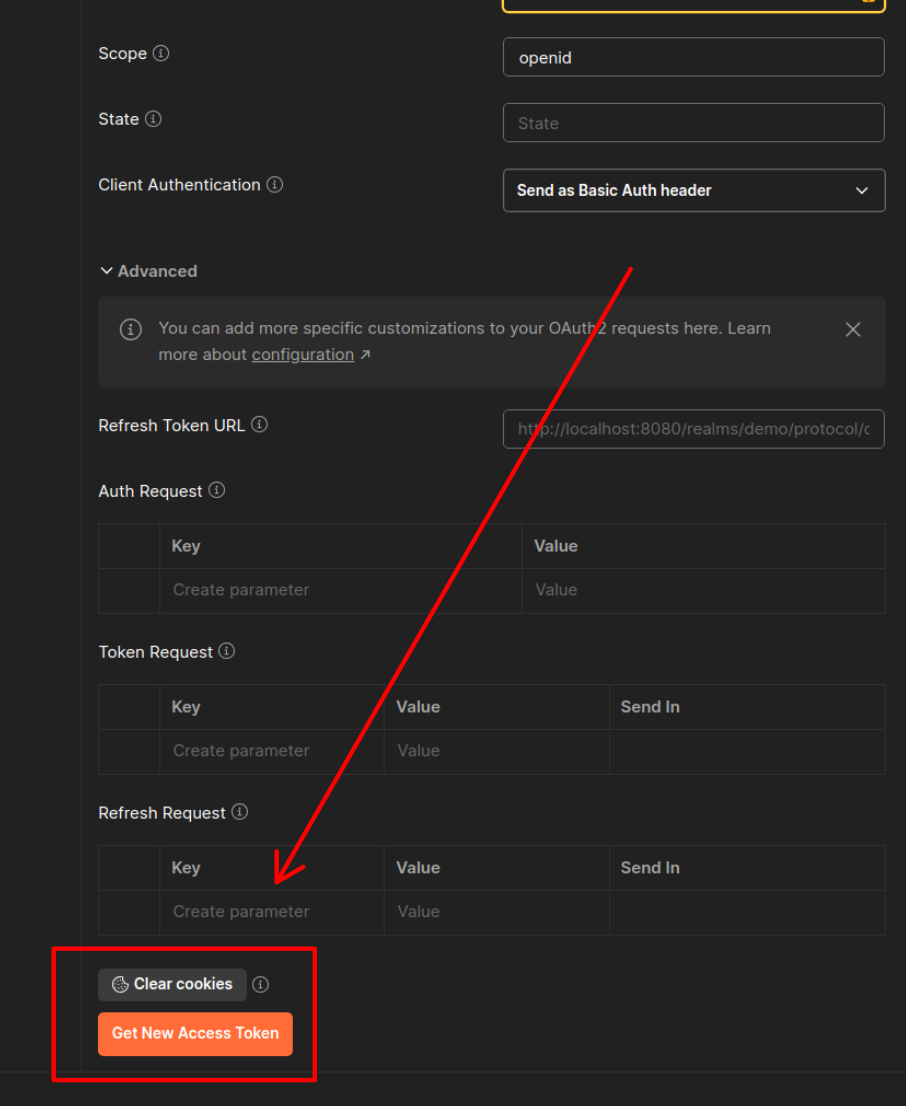 Scope
openid
State
State
Client Authentication
Send as Basic Auth header
Advanced
You can add more specific customizations to your OAuth2 requests here. Learn
more about configuration ↗
Refresh Token URL
http://localhost:8080/realms/demo/protocol/c
Auth Request
Key Value
Create parameter Value
Token Request
Key Value Send In
Create parameter Value
Refresh Request
Key Value Send In
Create parameter Value
Clear cookies
Get New Access Token